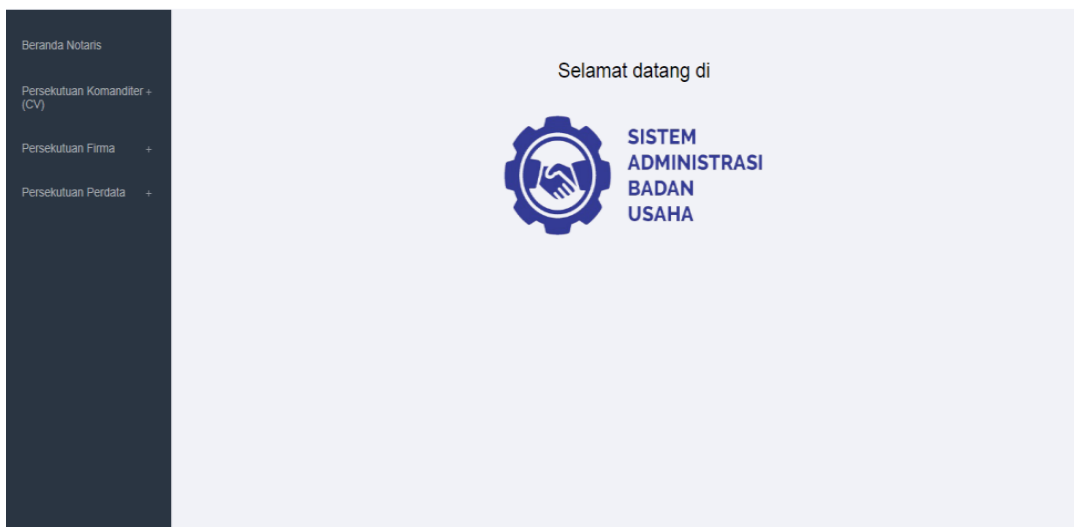 Beranda Notaris
Persekutuan Komanditer +
(CV)
Persekutuan Firma +
Persekutuan Perdata +
Selamat datang di
SISTEM
ADMINISTRASI
BADAN
USAHA